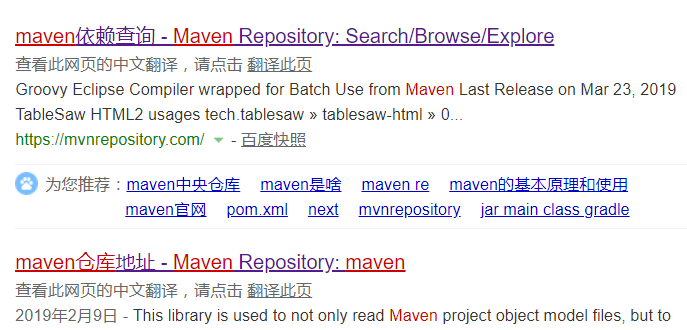 maven依赖查询 - Maven Repository: Search/Browse/Explore
查看此网页的中文翻译，请点击 翻译此页
Groovy Eclipse Compiler wrapped for Batch Use from Maven Last Release on Mar 23, 2019
TableSaw HTML2 usages tech.tablesaw » tablesaw-html » 0...
https://mvnrepository.com/ - 百度快照
为您推荐： maven中央仓库 maven是啥 maven re maven的基本原理和使用
maven官网 pom.xml next mvnrepository jar main class gradle
maven仓库地址 - Maven Repository: maven
查看此网页的中文翻译，请点击 翻译此页
2019年2月9日 - This library is used to not only read Maven project object model files, but to